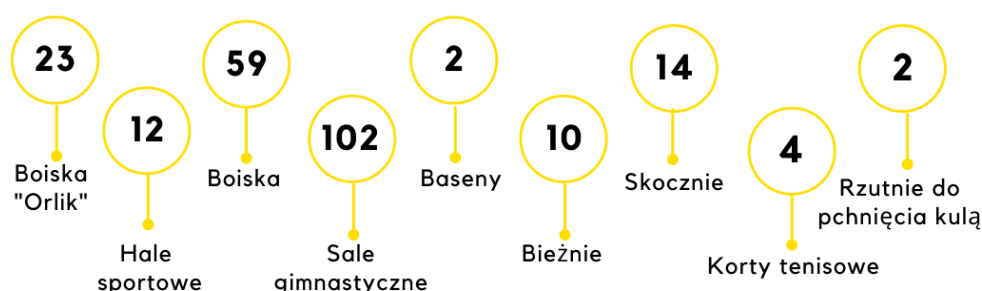 23
Boiska
"Orlik"
12
Hale
sportowe
59
Boiska
102
Sale
gimnastyczne
2
Baseny
10
Bieżnie
14
Skocznie
4
Korty tenisowe
2
Rzutnie do
pchnięcia kulą